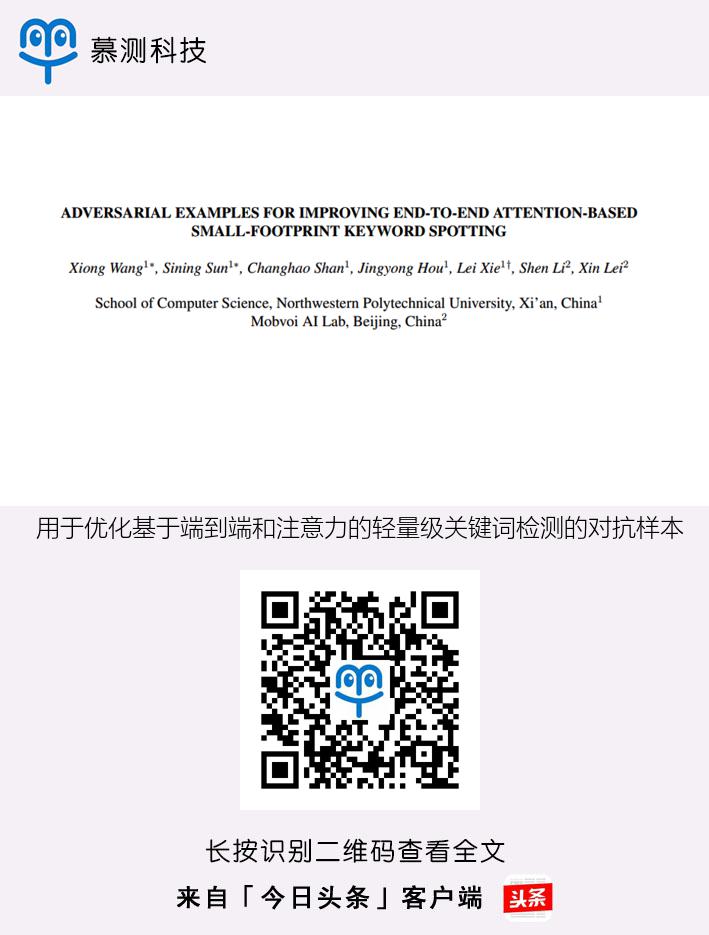 慕测科技
ADVERSARIAL EXAMPLES FOR IMPROVING END-TO-END ATTENTION-BASED
SMALL-FOOTPRINT KEYWORD SPOTTING
Xiong Wang¹*, Sining Sun¹*, Changhao Shan¹, Jingyong Hou¹, Lei Xie¹†, Shen Li², Xin Lei²
School of Computer Science, Northwestern Polytechnical University, Xi'an, China¹
Mobvoi AI Lab, Beijing, China²
用于优化基于端到端和注意力的轻量级关键词检测的对抗样本
长按识别二维码查看全文
来自「今日头条」客户端 头条